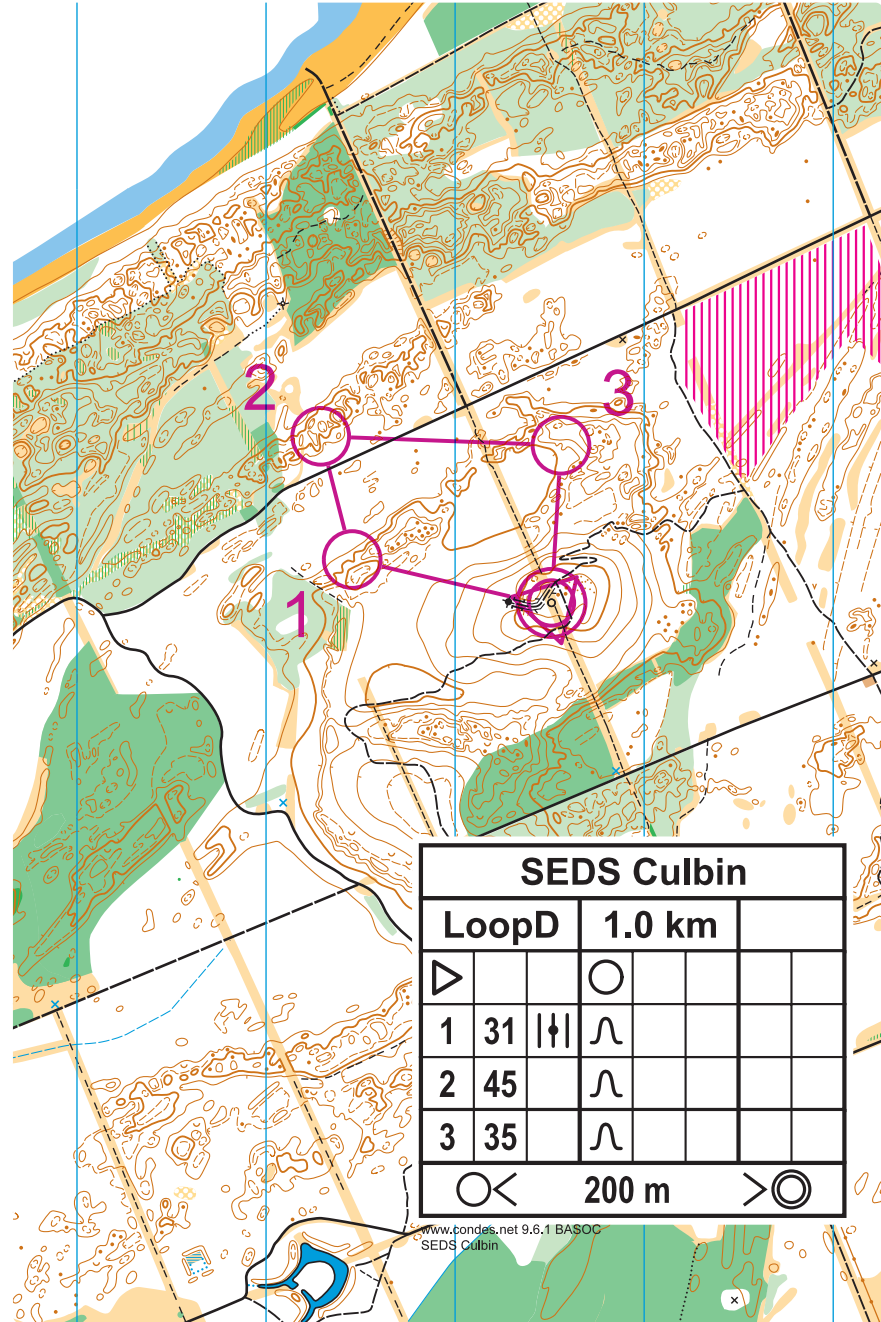 2
3
1
SEDS Culbin
LoopD 1.0 km
1 31
2 45
3 35
200 m
www.condes.net 9.6.1 BASOC
SEDS Culbin